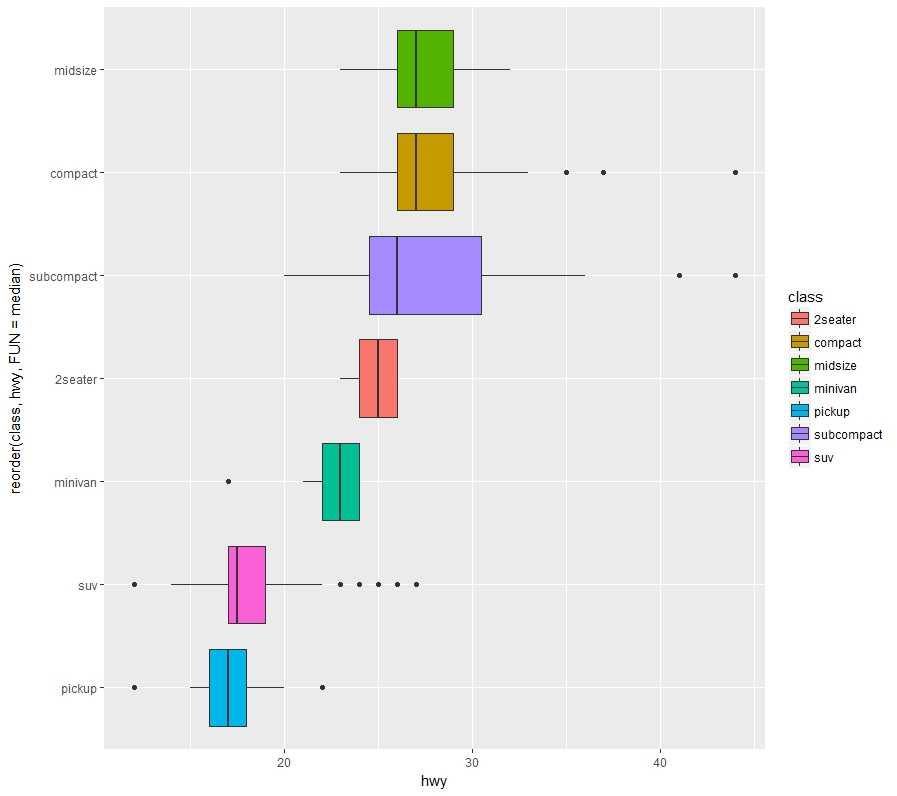 reorder(class, hwy, FUN = median)
midsize
compact
subcompact
2seater
minivan
suv
pickup
20
30
40
hwy
class
2seater
compact
midsize
minivan
pickup
subcompact
suv